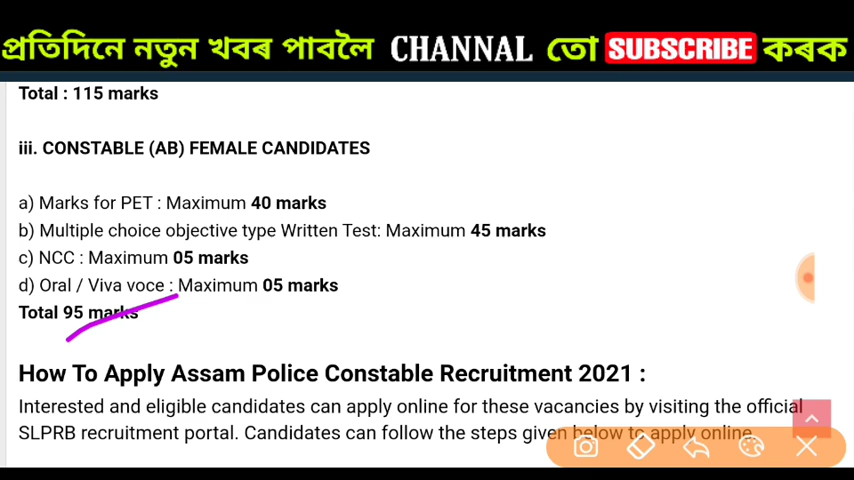 প্ৰতিদিনে নতুন খবৰ পাবলৈ CHANNAL তো SUBSCRIBE কৰক
Total : 115 marks
iii. CONSTABLE (AB) FEMALE CANDIDATES
a) Marks for PET : Maximum 40 marks
b) Multiple choice objective type Written Test: Maximum 45 marks
c) NCC : Maximum 05 marks
d) Oral / Viva voce : Maximum 05 marks
Total 95 marks
How To Apply Assam Police Constable Recruitment 2021 :
Interested and eligible candidates can apply online for these vacancies by visiting the official
SLPRB recruitment portal. Candidates can follow the steps given below to apply online.